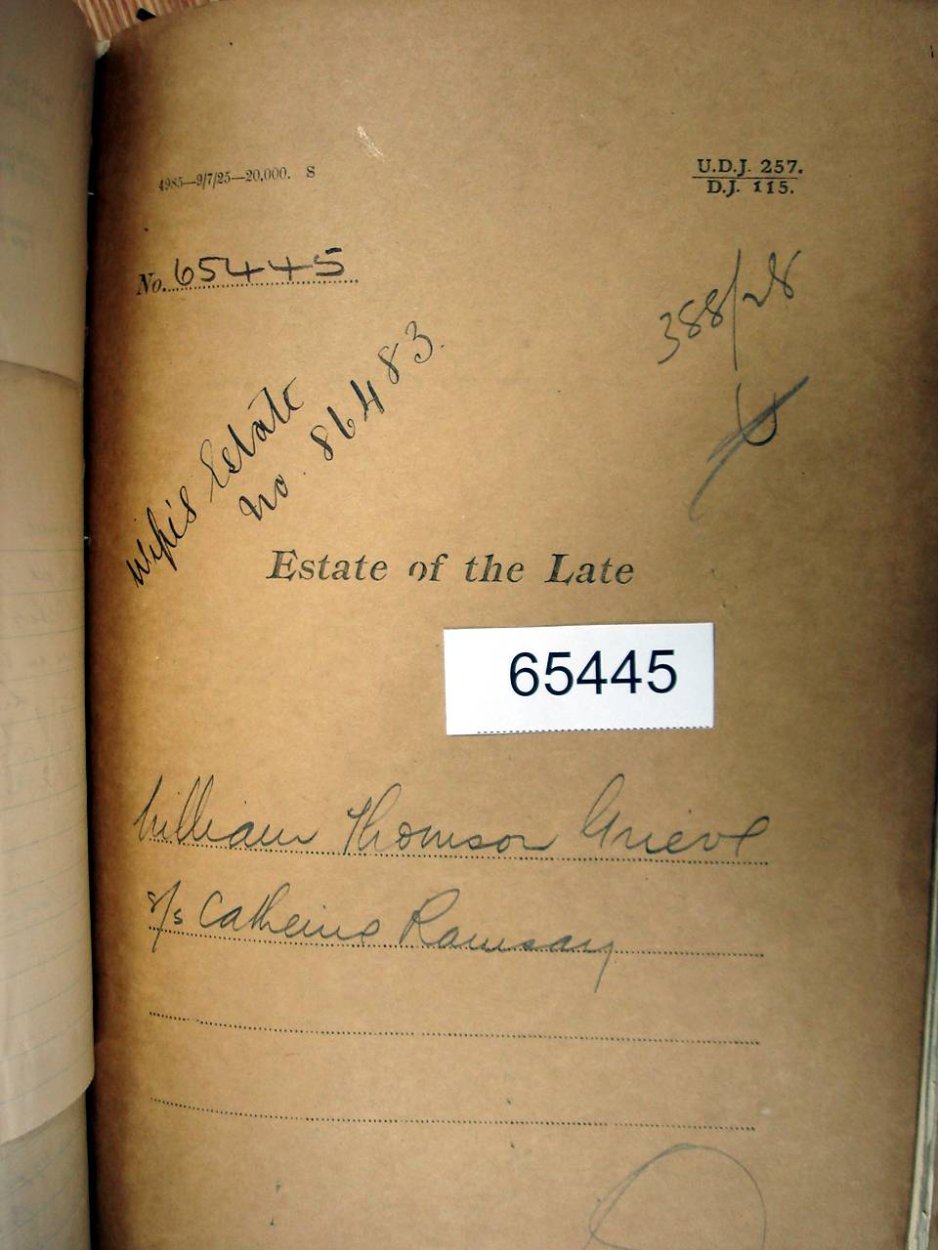 4985—9/7/25—20,000. S
U.D.J. 257.
D.J. 115.
No. 65445
388/28
Wife's Estate
No. 86483.
Estate of the Late
65445
William Thomson Grieve
s/s Catherine Ramsay